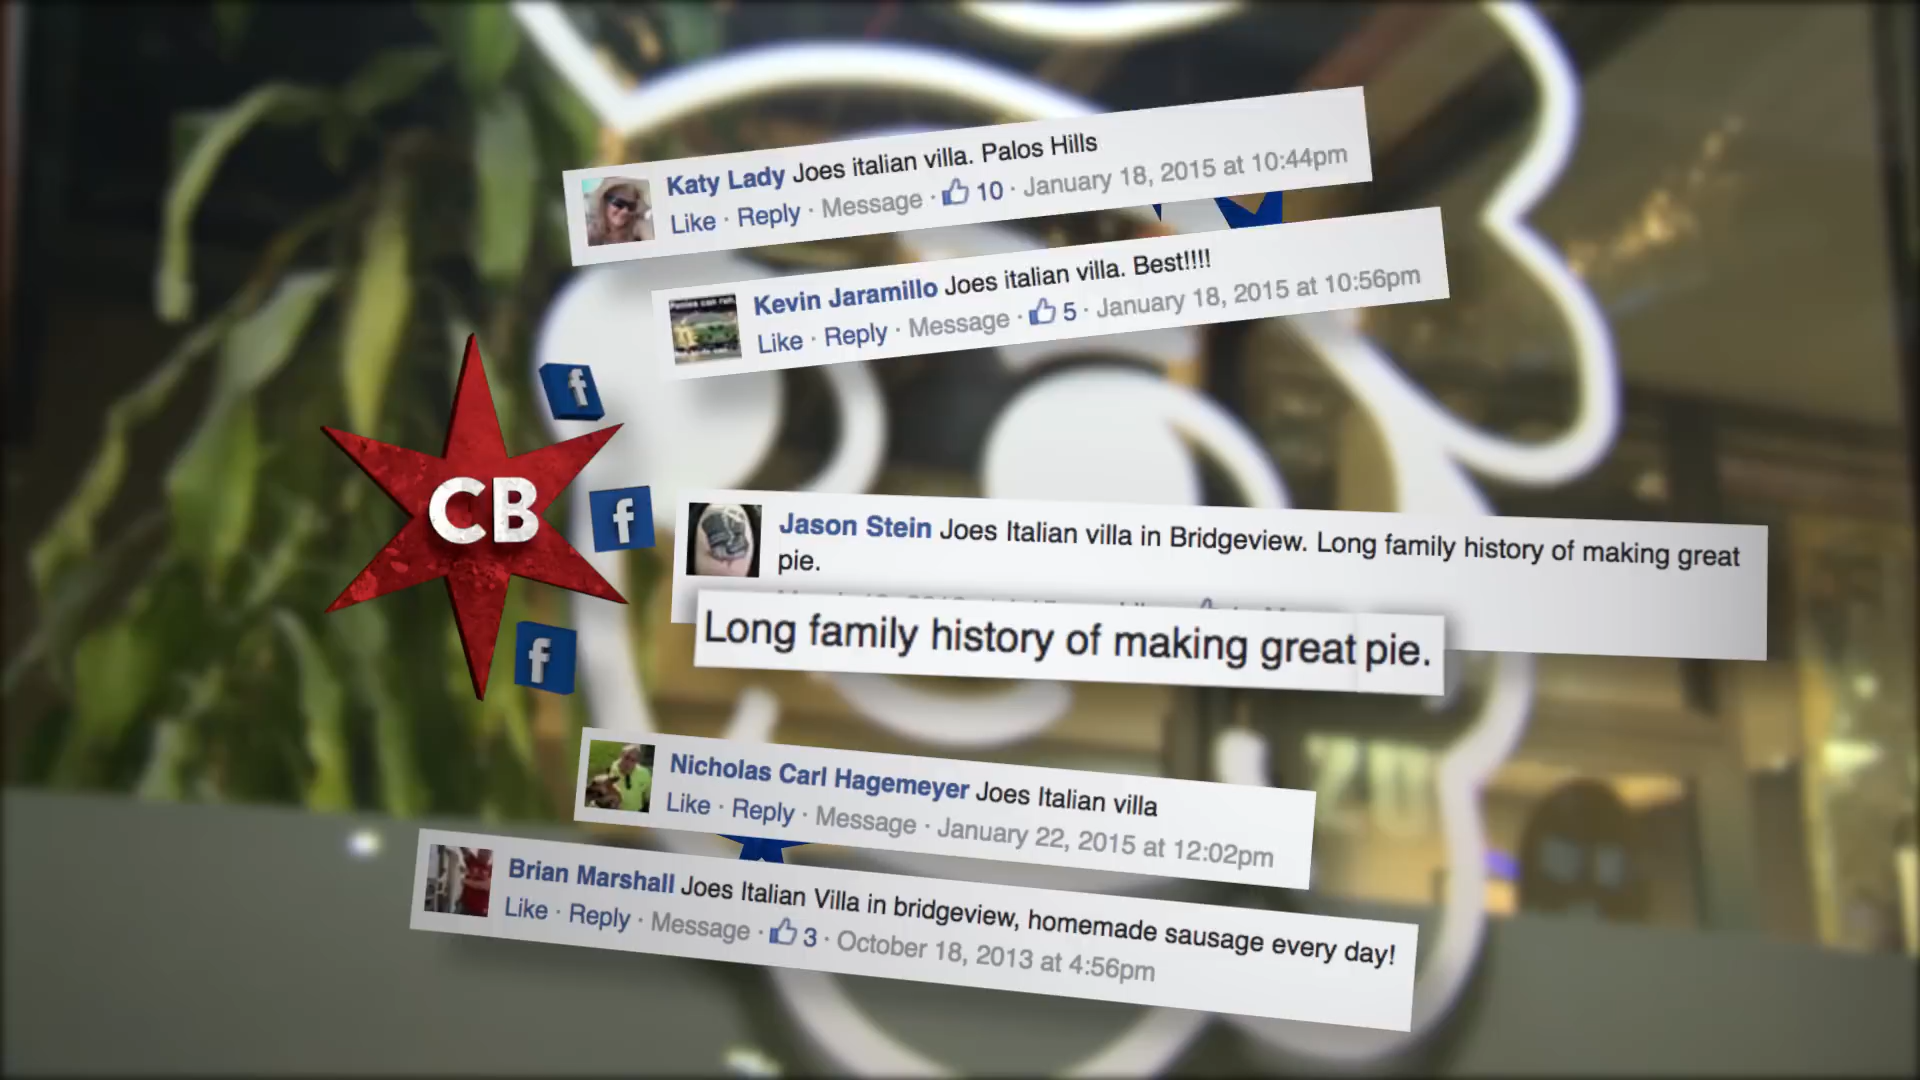 Katy Lady Joes italian villa. Palos Hills
Like · Reply · Message · 10 · January 18, 2015 at 10:44pm
Kevin Jaramillo Joes italian villa. Best!!!!
Like · Reply · Message · 5 · January 18, 2015 at 10:56pm
CB
f
f
f
Jason Stein Joes Italian villa in Bridgeview. Long family history of making great
pie.
Long family history of making great pie.
Nicholas Carl Hagemeyer Joes Italian villa
Like · Reply · Message · January 22, 2015 at 12:02pm
Brian Marshall Joes Italian Villa in bridgeview, homemade sausage every day!
Like · Reply · Message · 3 · October 18, 2013 at 4:56pm